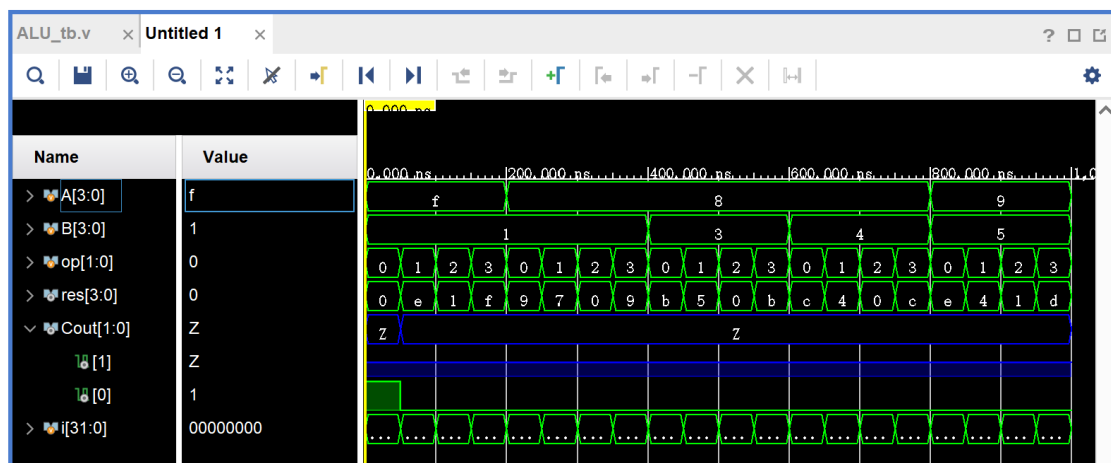 ALU_tb.v × Untitled 1 ×
?
0.000 ns
Name Value
0.000 ns 200.000 ns 400.000 ns 600.000 ns 800.000 ns 1,0
A[3:0] f f 8 9
B[3:0] 1 1 3 4 5
op[1:0] 0 0 1 2 3 0 1 2 3 0 1 2 3 0 1 2 3 0 1 2 3
res[3:0] 0 0 e 1 f 9 7 0 9 b 5 0 b c 4 0 c e 4 1 d
Cout[1:0] Z Z Z
[1] Z
[0] 1
i[31:0] 00000000 ... ... ... ... ... ... ... ... ... ... ... ... ... ... ... ... ... ... ... ...